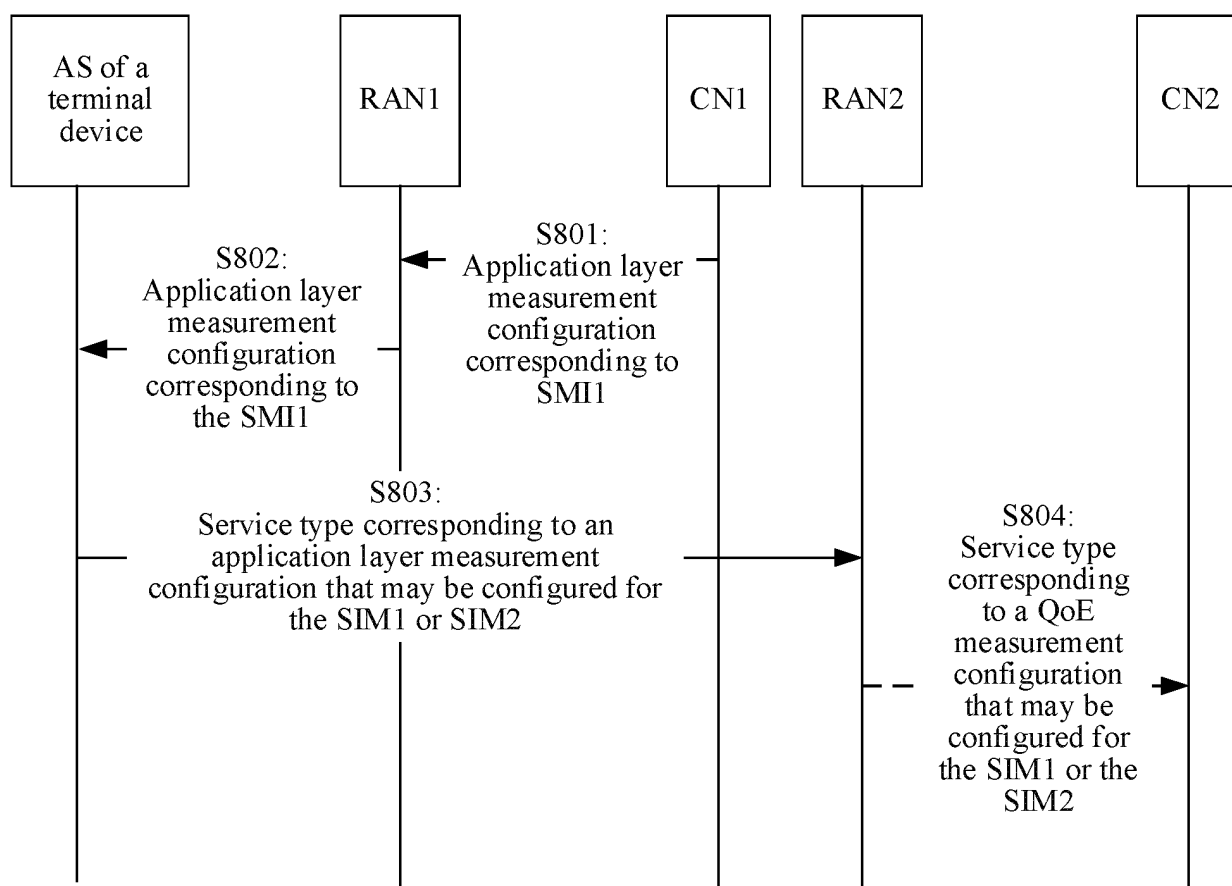 AS of a
terminal
device
RAN1
CN1
RAN2
CN2
S801:
Application layer
measurement
configuration
corresponding to
SMI1
S802:
Application layer
measurement
configuration
corresponding to
the SMI1
S803:
Service type corresponding to an
application layer measurement
configuration that may be configured for
the SIM1 or SIM2
S804:
Service type
corresponding
to a QoE
measurement
configuration
that may be
configured for
the SIM1 or the
SIM2